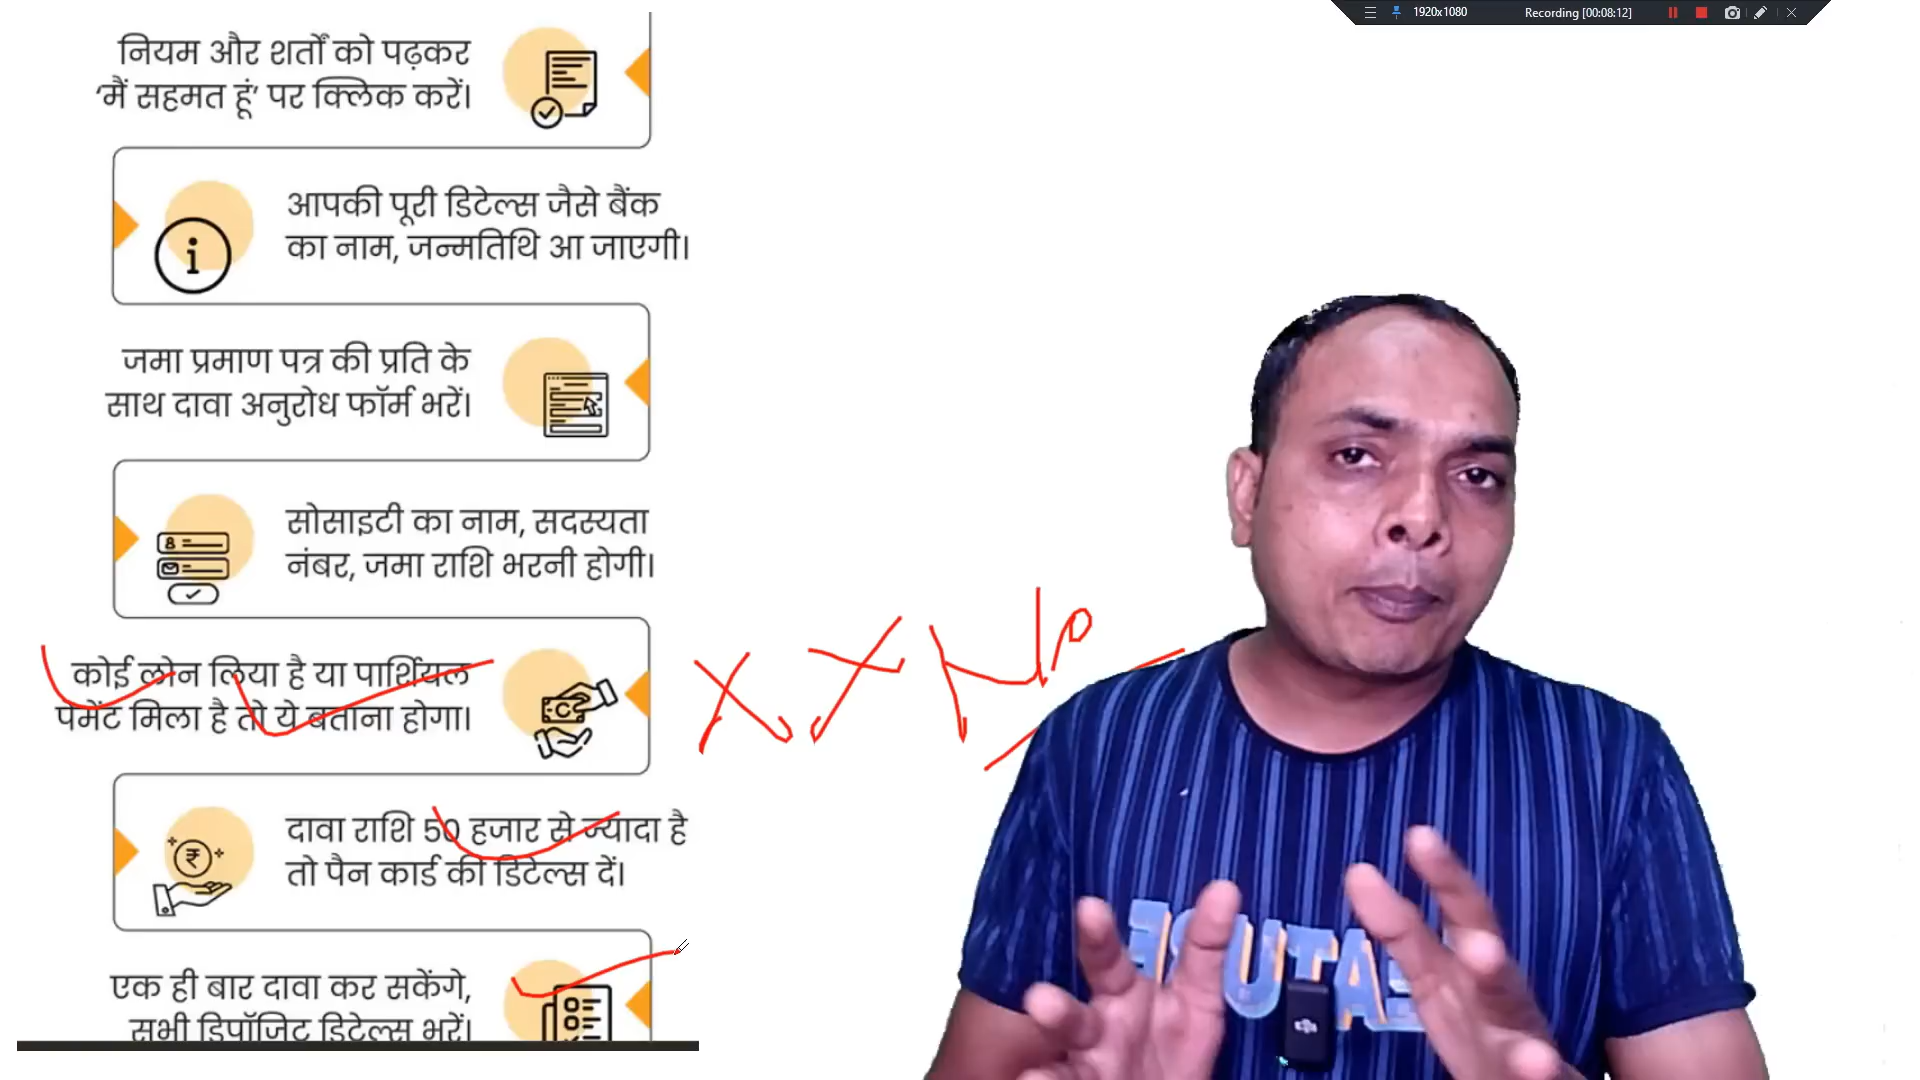 1920x1080
Recording [00:08:12]
नियम और शर्तों को पढ़कर
‘मैं सहमत हूं’ पर क्लिक करें।
आपकी पूरी डिटेल्स जैसे बैंक
का नाम, जन्मतिथि आ जाएगी।
जमा प्रमाण पत्र की प्रति के
साथ दावा अनुरोध फॉर्म भरें।
सोसाइटी का नाम, सदस्यता
नंबर, जमा राशि भरनी होगी।
कोई लोन लिया है या पार्शियल
पेमेंट मिला है तो ये बताना होगा।
X X No
दावा राशि 50 हजार से ज्यादा है
तो पैन कार्ड की डिटेल्स दें।
एक ही बार दावा कर सकेंगे,
सभी डिपॉजिट डिटेल्स भरें।